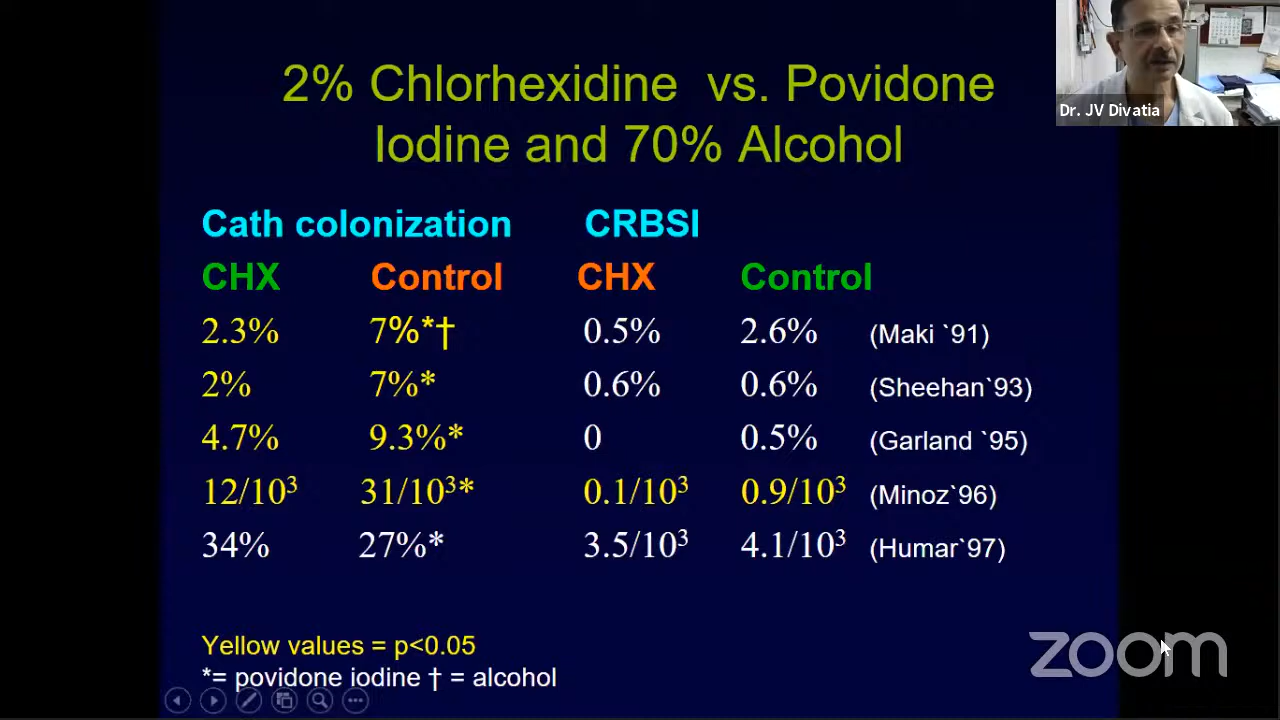 2% Chlorhexidine vs. Povidone
Iodine and 70% Alcohol
Dr. JV Divatia
Cath colonization CRBSI
CHX Control CHX Control
2.3% 7%*† 0.5% 2.6% (Maki `91)
2% 7%* 0.6% 0.6% (Sheehan`93)
4.7% 9.3%* 0 0.5% (Garland `95)
12/10³ 31/10³* 0.1/10³ 0.9/10³ (Minoz`96)
34% 27%* 3.5/10³ 4.1/10³ (Humar`97)
Yellow values = p<0.05
*= povidone iodine † = alcohol
zoom